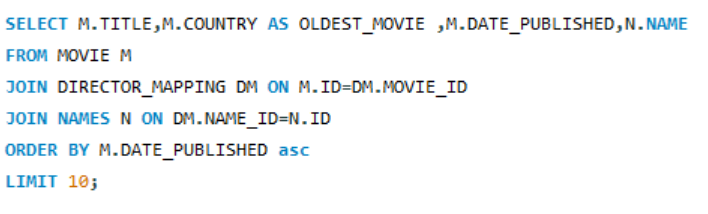 SELECT M.TITLE,M.COUNTRY AS OLDEST_MOVIE ,M.DATE_PUBLISHED,N.NAME
FROM MOVIE M
JOIN DIRECTOR_MAPPING DM ON M.ID=DM.MOVIE_ID
JOIN NAMES N ON DM.NAME_ID=N.ID
ORDER BY M.DATE_PUBLISHED asc
LIMIT 10;